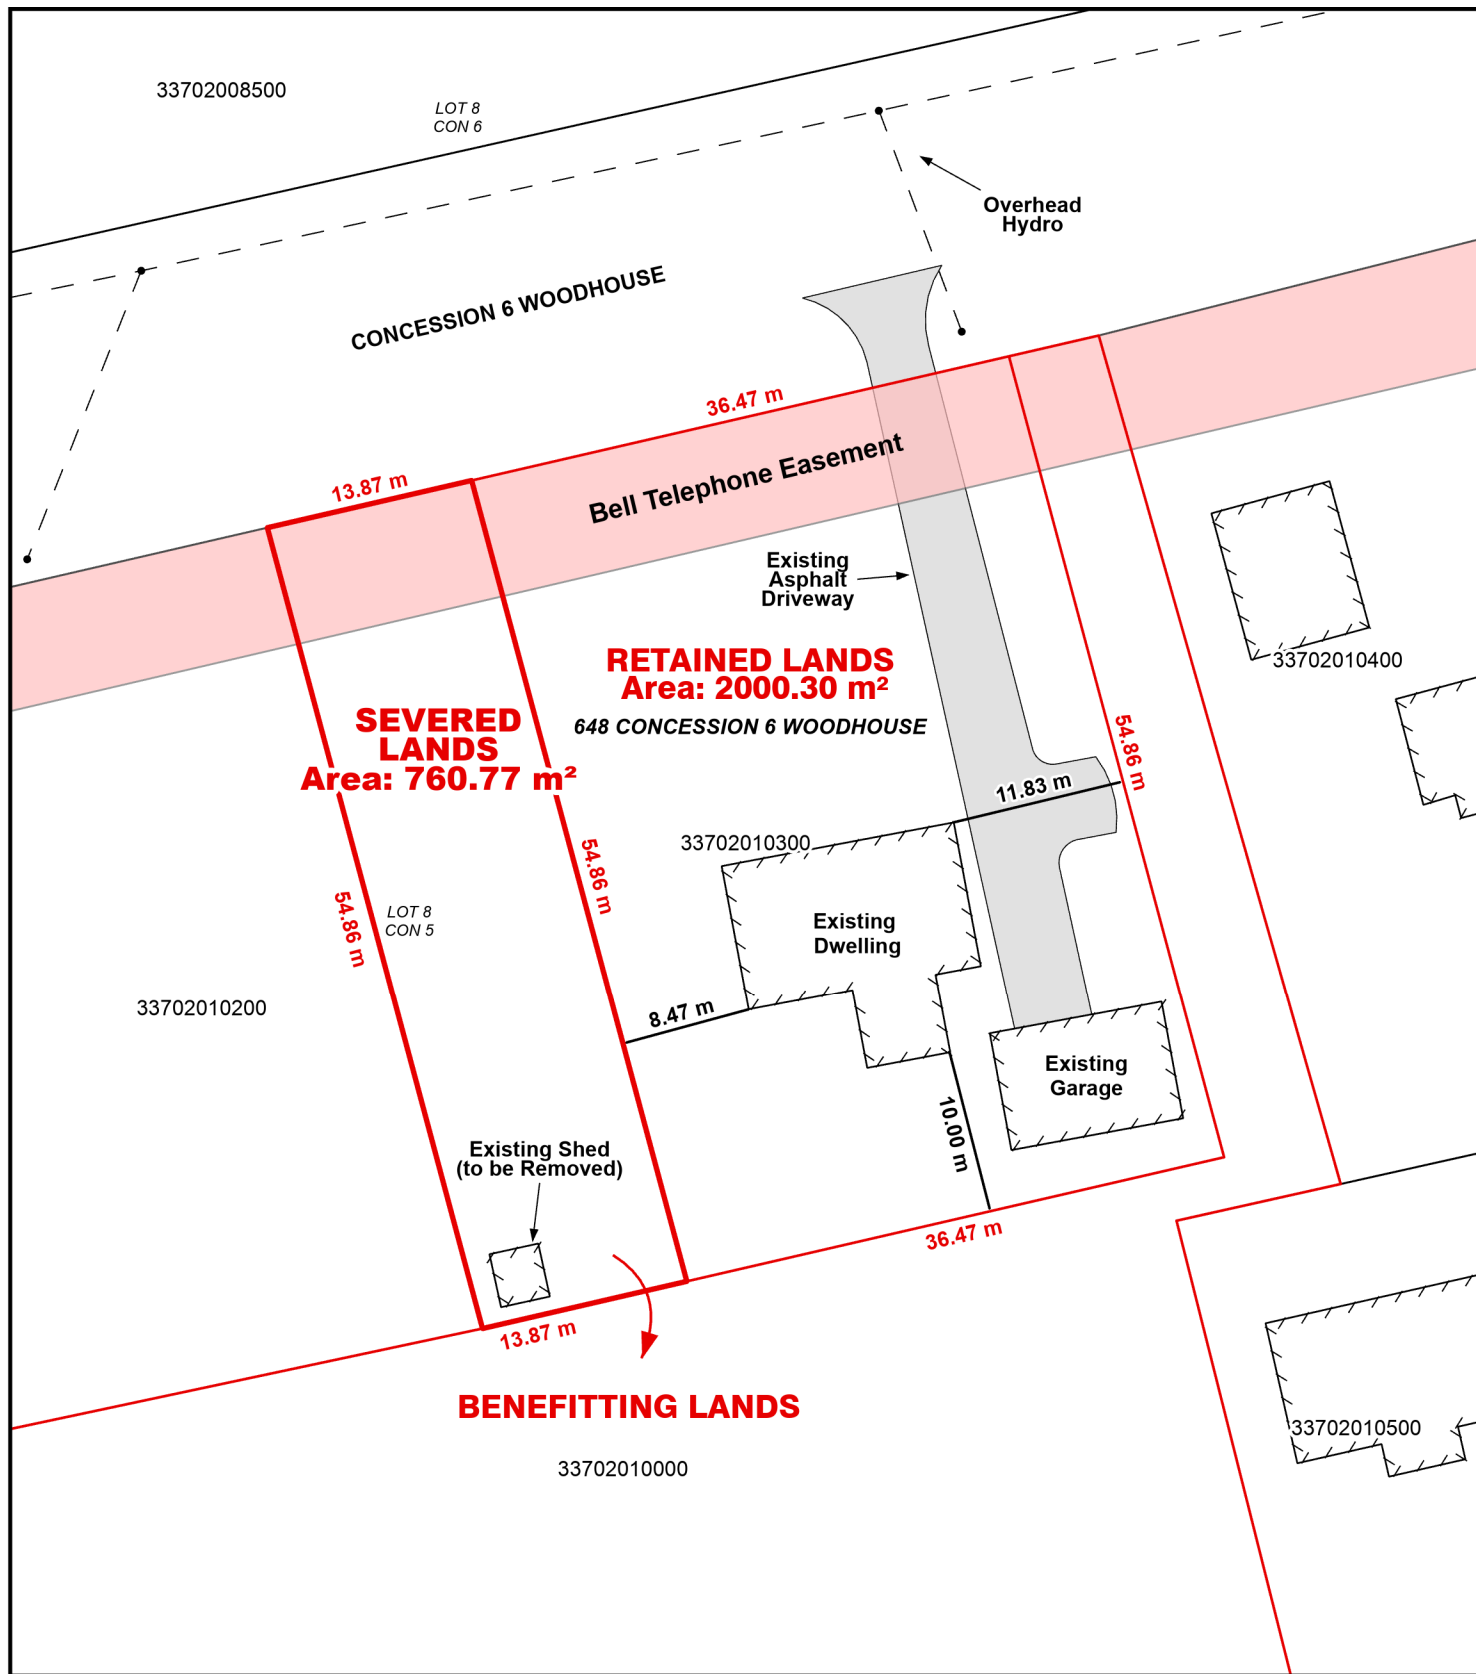 33702008500
LOT 8
CON 6
Overhead
Hydro
CONCESSION 6 WOODHOUSE
36.47 m
13.87 m
Bell Telephone Easement
Existing
Asphalt
Driveway
RETAINED LANDS
Area: 2000.30 m²
648 CONCESSION 6 WOODHOUSE
33702010400
SEVERED
LANDS
Area: 760.77 m²
54.86 m
11.83 m
33702010300
54.86 m
54.86 m
LOT 8
CON 5
Existing
Dwelling
33702010200
8.47 m
Existing
Garage
10.00 m
Existing Shed
(to be Removed)
36.47 m
13.87 m
BENEFITTING LANDS
33702010500
33702010000